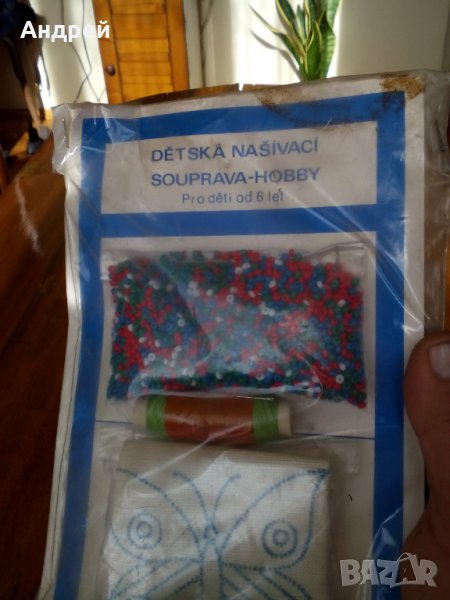 Андрей
DĚTSKÁ NAŠÍVACÍ
SOUPRAVA-HOBBY
Pro děti od 6 let
BAZAR